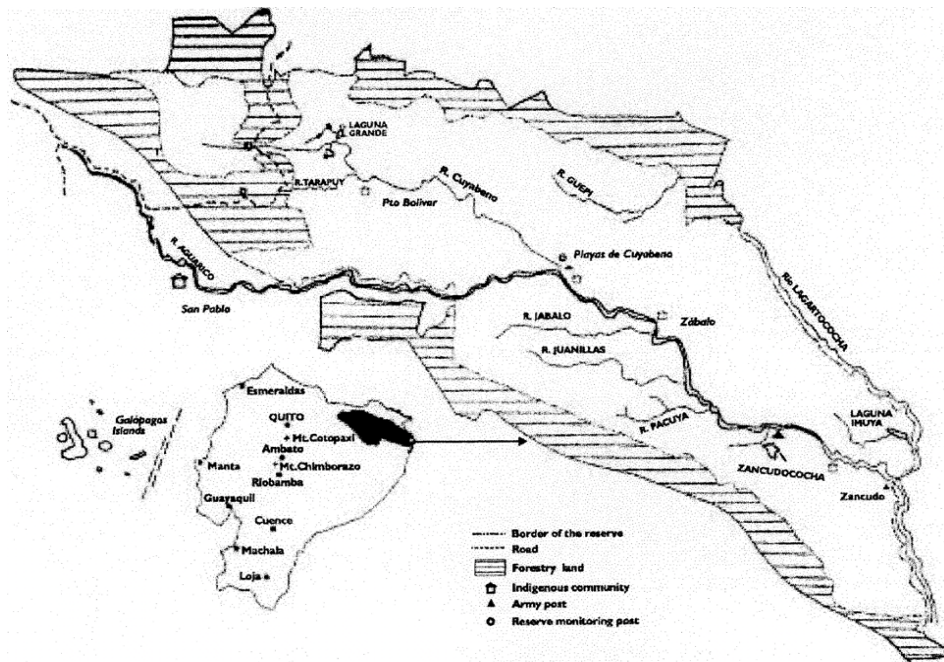 LAGUNA
GRANDE
R. TARAPUY
R. Cuyabeno
R. GUEPI
Pto Bolivar
R. AGUARICO
Playas de Cuyabeno
Rio LAGARTOCOCHA
San Pablo
R. JABALO
Zábalo
R. JUANILLAS
Esmeraldas
Galápagos
Islands
QUITO
Mt. Cotopaxi
Ambato
Mt. Chimborazo
Manta
Riobamba
R. PACUYA
LAGUNA
IMUYA
ZANCUDOCOCHA
Zancudo
Guayaquil
Cuence
Machala
Loja
Border of the reserve
Road
Forestry land
Indigenous community
Army post
Reserve monitoring post